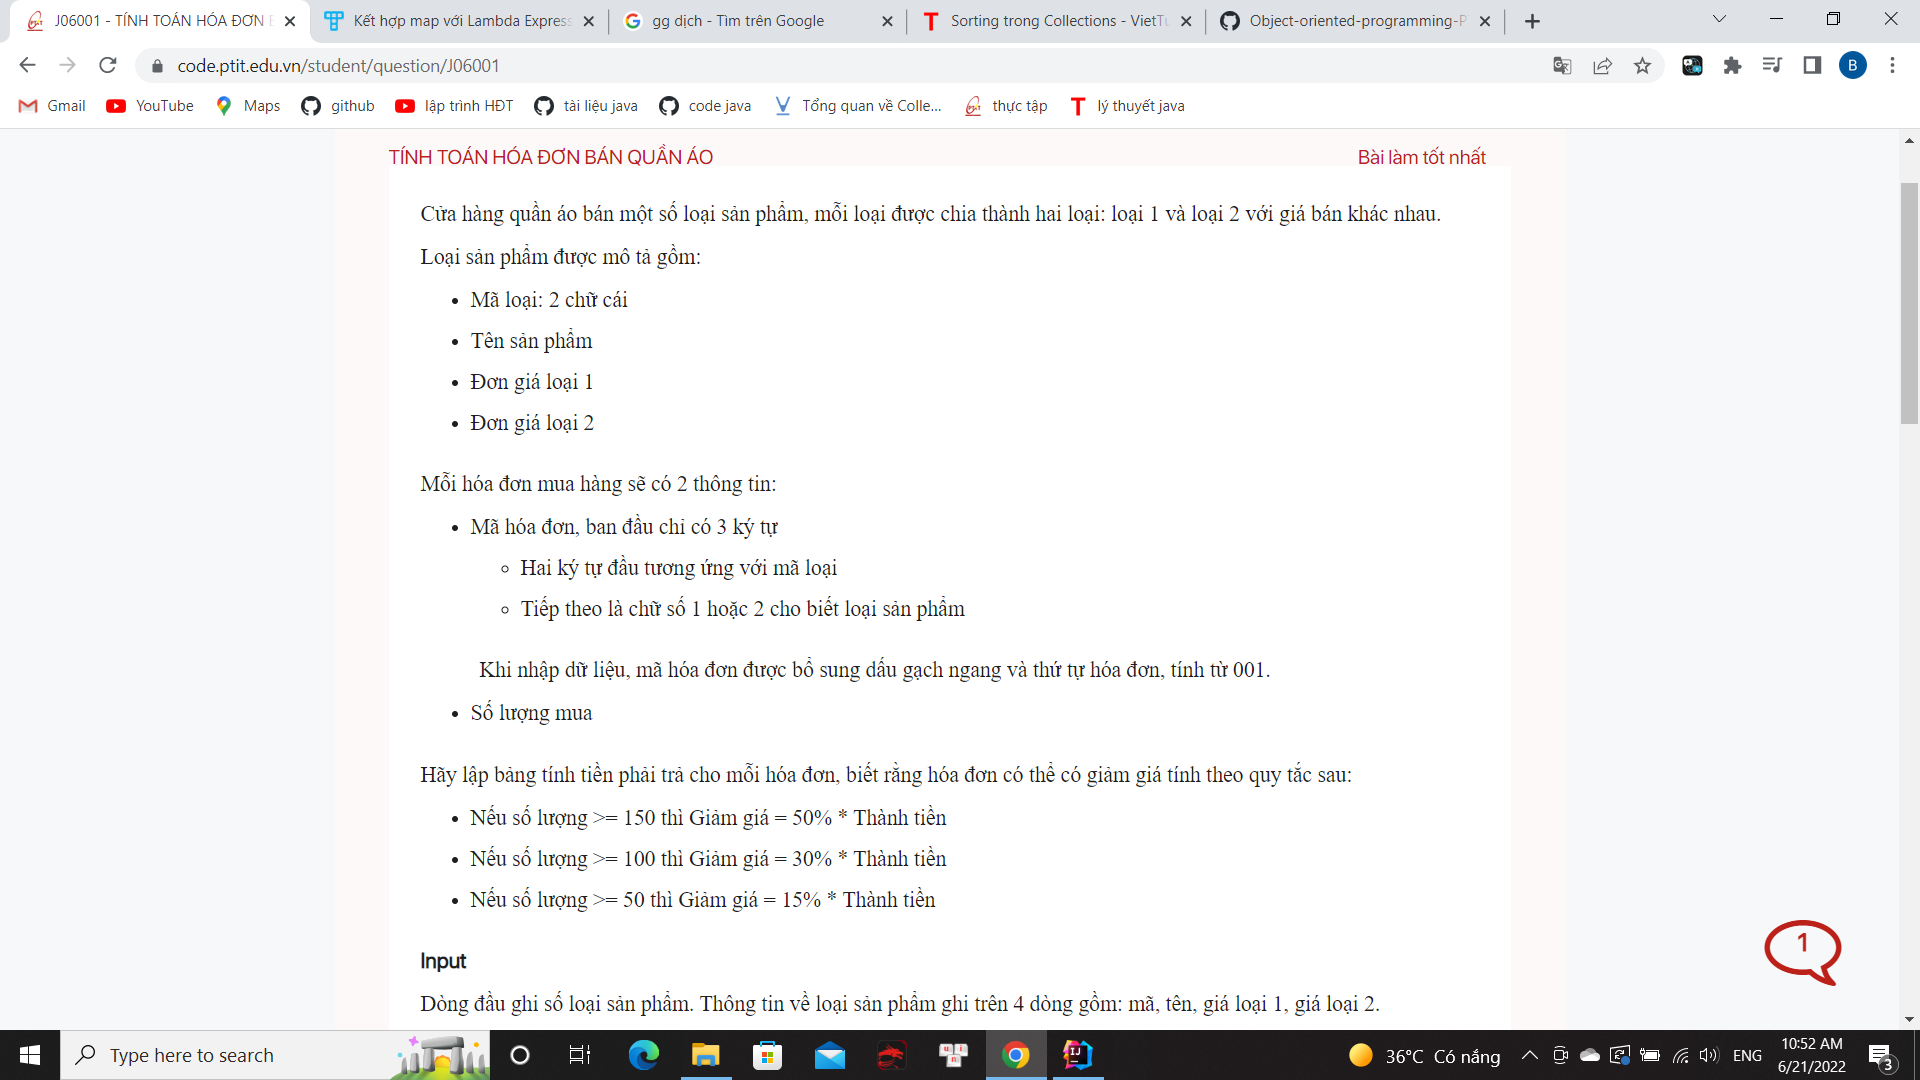 J06001 - TÍNH TOÁN HÓA ĐƠN B
Kết hợp map với Lambda Express
gg dịch - Tìm trên Google
Sorting trong Collections - VietTu
Object-oriented-programming-P
code.ptit.edu.vn/student/question/J06001
B
Gmail
YouTube
Maps
github
lập trình HĐT
tài liệu java
code java
Tổng quan về Colle...
thực tập
lý thuyết java
TÍNH TOÁN HÓA ĐƠN BÁN QUẦN ÁO
Bài làm tốt nhất
Cửa hàng quần áo bán một số loại sản phẩm, mỗi loại được chia thành hai loại: loại 1 và loại 2 với giá bán khác nhau.
Loại sản phẩm được mô tả gồm:
• Mã loại: 2 chữ cái
• Tên sản phẩm
• Đơn giá loại 1
• Đơn giá loại 2
Mỗi hóa đơn mua hàng sẽ có 2 thông tin:
• Mã hóa đơn, ban đầu chỉ có 3 ký tự
◦ Hai ký tự đầu tương ứng với mã loại
◦ Tiếp theo là chữ số 1 hoặc 2 cho biết loại sản phẩm
Khi nhập dữ liệu, mã hóa đơn được bổ sung dấu gạch ngang và thứ tự hóa đơn, tính từ 001.
• Số lượng mua
Hãy lập bảng tính tiền phải trả cho mỗi hóa đơn, biết rằng hóa đơn có thể có giảm giá tính theo quy tắc sau:
• Nếu số lượng >= 150 thì Giảm giá = 50% * Thành tiền
• Nếu số lượng >= 100 thì Giảm giá = 30% * Thành tiền
• Nếu số lượng >= 50 thì Giảm giá = 15% * Thành tiền
1
Input
Dòng đầu ghi số loại sản phẩm. Thông tin về loại sản phẩm ghi trên 4 dòng gồm: mã, tên, giá loại 1, giá loại 2.
Type here to search
36°C Có nắng
ENG
10:52 AM
6/21/2022
3